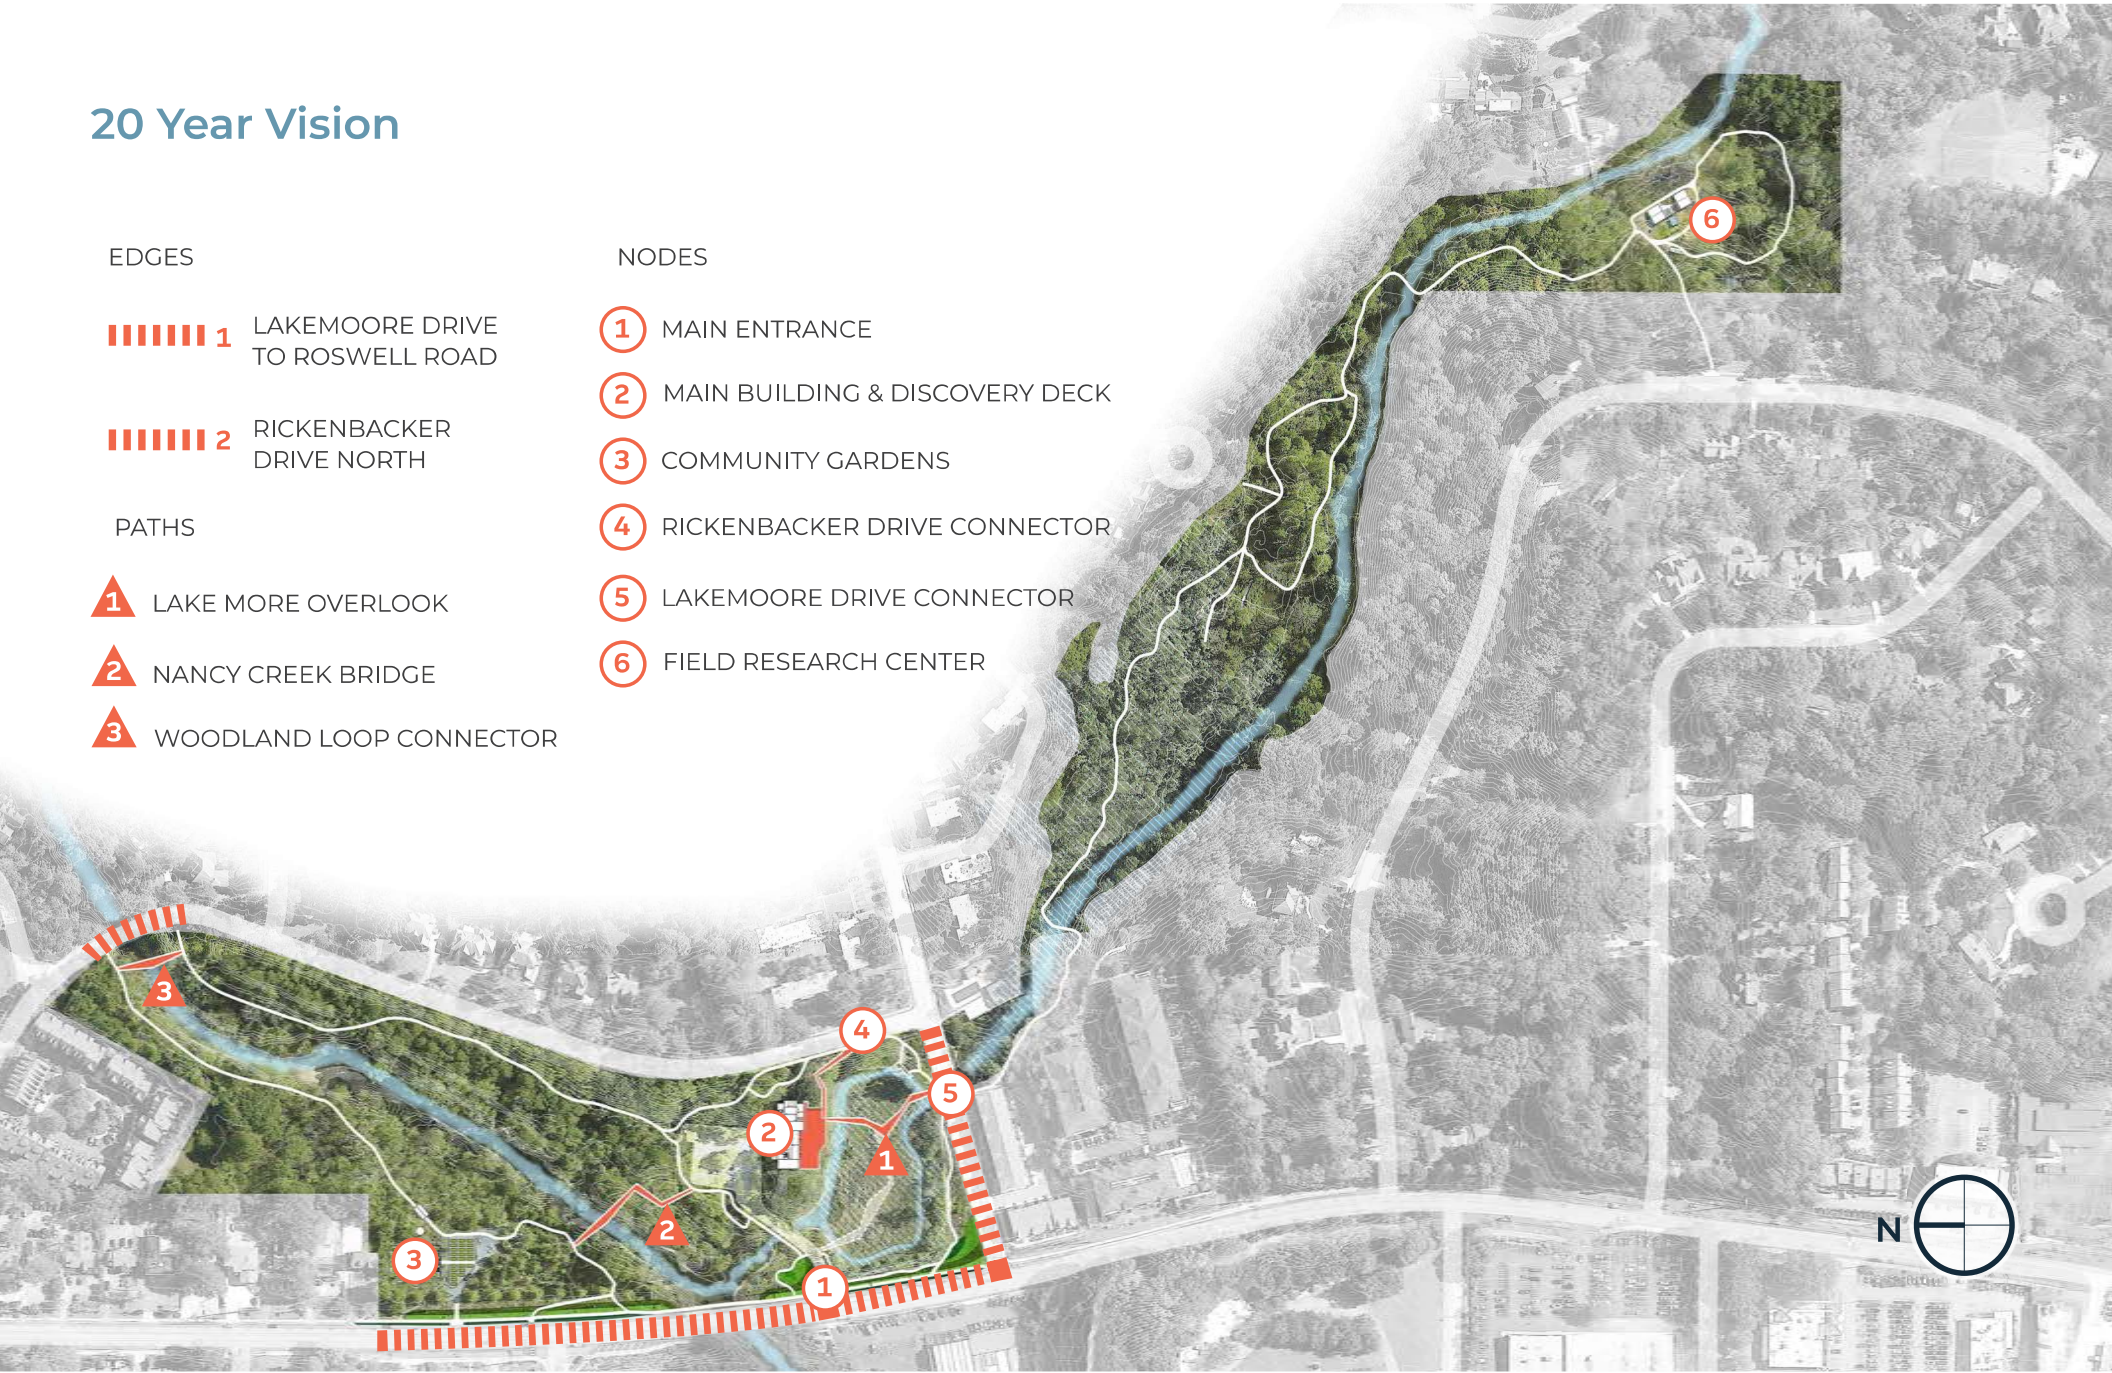 20 Year Vision
EDGES
1 LAKEMOORE DRIVE
TO ROSWELL ROAD
2 RICKENBACKER
DRIVE NORTH
PATHS
1 LAKE MORE OVERLOOK
2 NANCY CREEK BRIDGE
3 WOODLAND LOOP CONNECTOR
NODES
1 MAIN ENTRANCE
2 MAIN BUILDING & DISCOVERY DECK
3 COMMUNITY GARDENS
4 RICKENBACKER DRIVE CONNECTOR
5 LAKEMOORE DRIVE CONNECTOR
6 FIELD RESEARCH CENTER
6
3
4
5
2
1
2
3
1
N